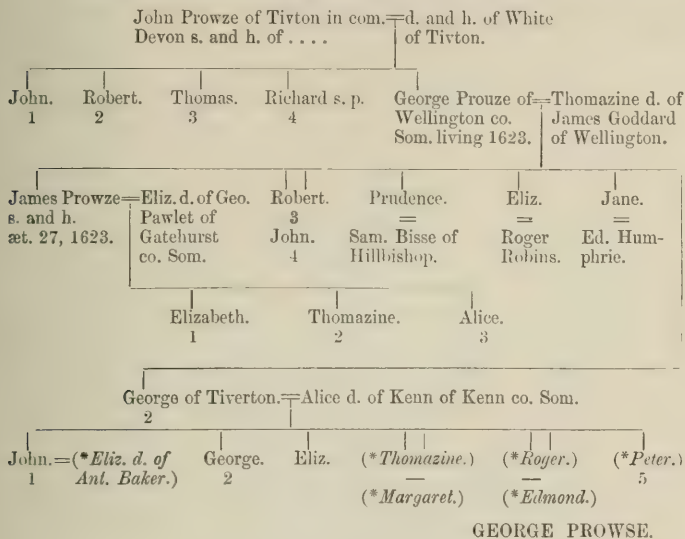 John Prowze of Tivton in com.=d. and h. of White
Devon s. and h. of .... of Tivton.
John. Robert. Thomas. Richard s. p. George Prouze of=Thomazine d. of
1 2 3 4 Wellington co. James Goddard
Som. living 1623. of Wellington.
James Prowze=Eliz. d. of Geo. Robert. Prudence. Eliz. Jane.
s. and h. Pawlet of 3 = = =
æt. 27, 1623. Gatehurst John. Sam. Bisse of Roger Ed. Hum-
co. Som. 4 Hillbishop. Robins. phrie.
Elizabeth. Thomazine. Alice.
1 2 3
George of Tiverton.=Alice d. of Kenn of Kenn co. Som.
2
John.=(*Eliz. d. of George. Eliz. (*Thomazine.) (*Roger.) (*Peter.)
1 Ant. Baker.) 2 — — 5
(*Margaret.) (*Edmond.)
GEORGE PROWSE.